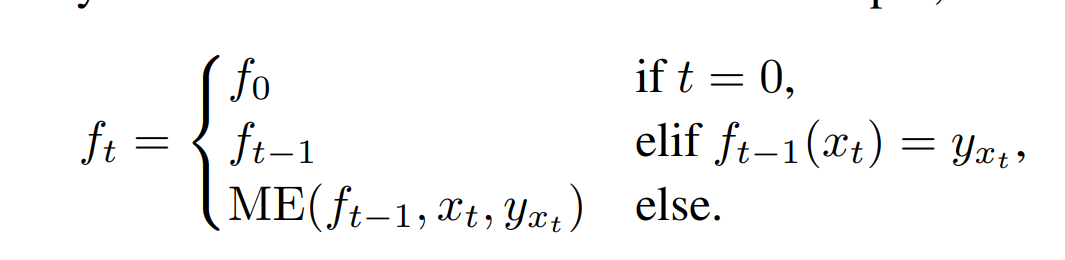 f_t = { f_0 if t = 0,
f_{t−1} elif f_{t−1}(x_t) = y_{x_t},
ME(f_{t−1}, x_t, y_{x_t}) else.